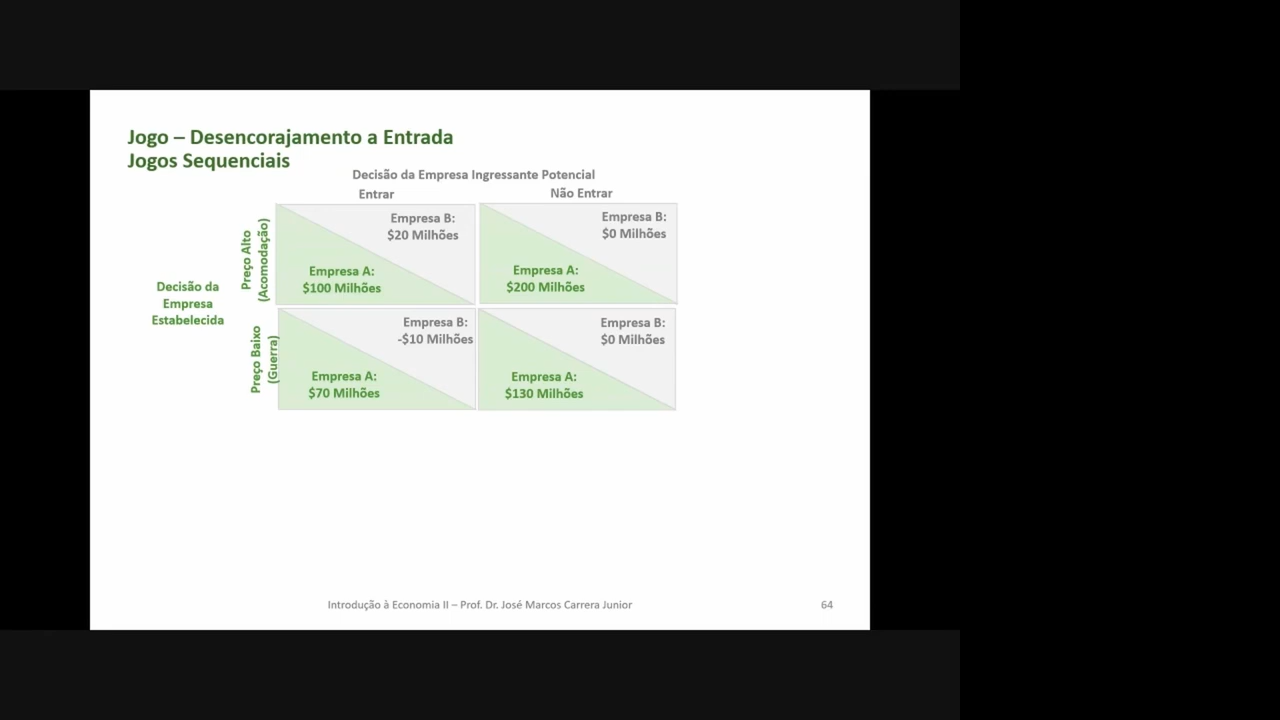 Jogo – Desencorajamento a Entrada
Jogos Sequenciais
Decisão da Empresa Ingressante Potencial
Entrar
Não Entrar
Decisão da
Empresa
Estabelecida
Preço Alto
(Acomodação)
Empresa B:
$20 Milhões
Empresa A:
$100 Milhões
Empresa B:
$0 Milhões
Empresa A:
$200 Milhões
Preço Baixo
(Guerra)
Empresa B:
-$10 Milhões
Empresa A:
$70 Milhões
Empresa B:
$0 Milhões
Empresa A:
$130 Milhões
Introdução à Economia II – Prof. Dr. José Marcos Carrera Junior
64